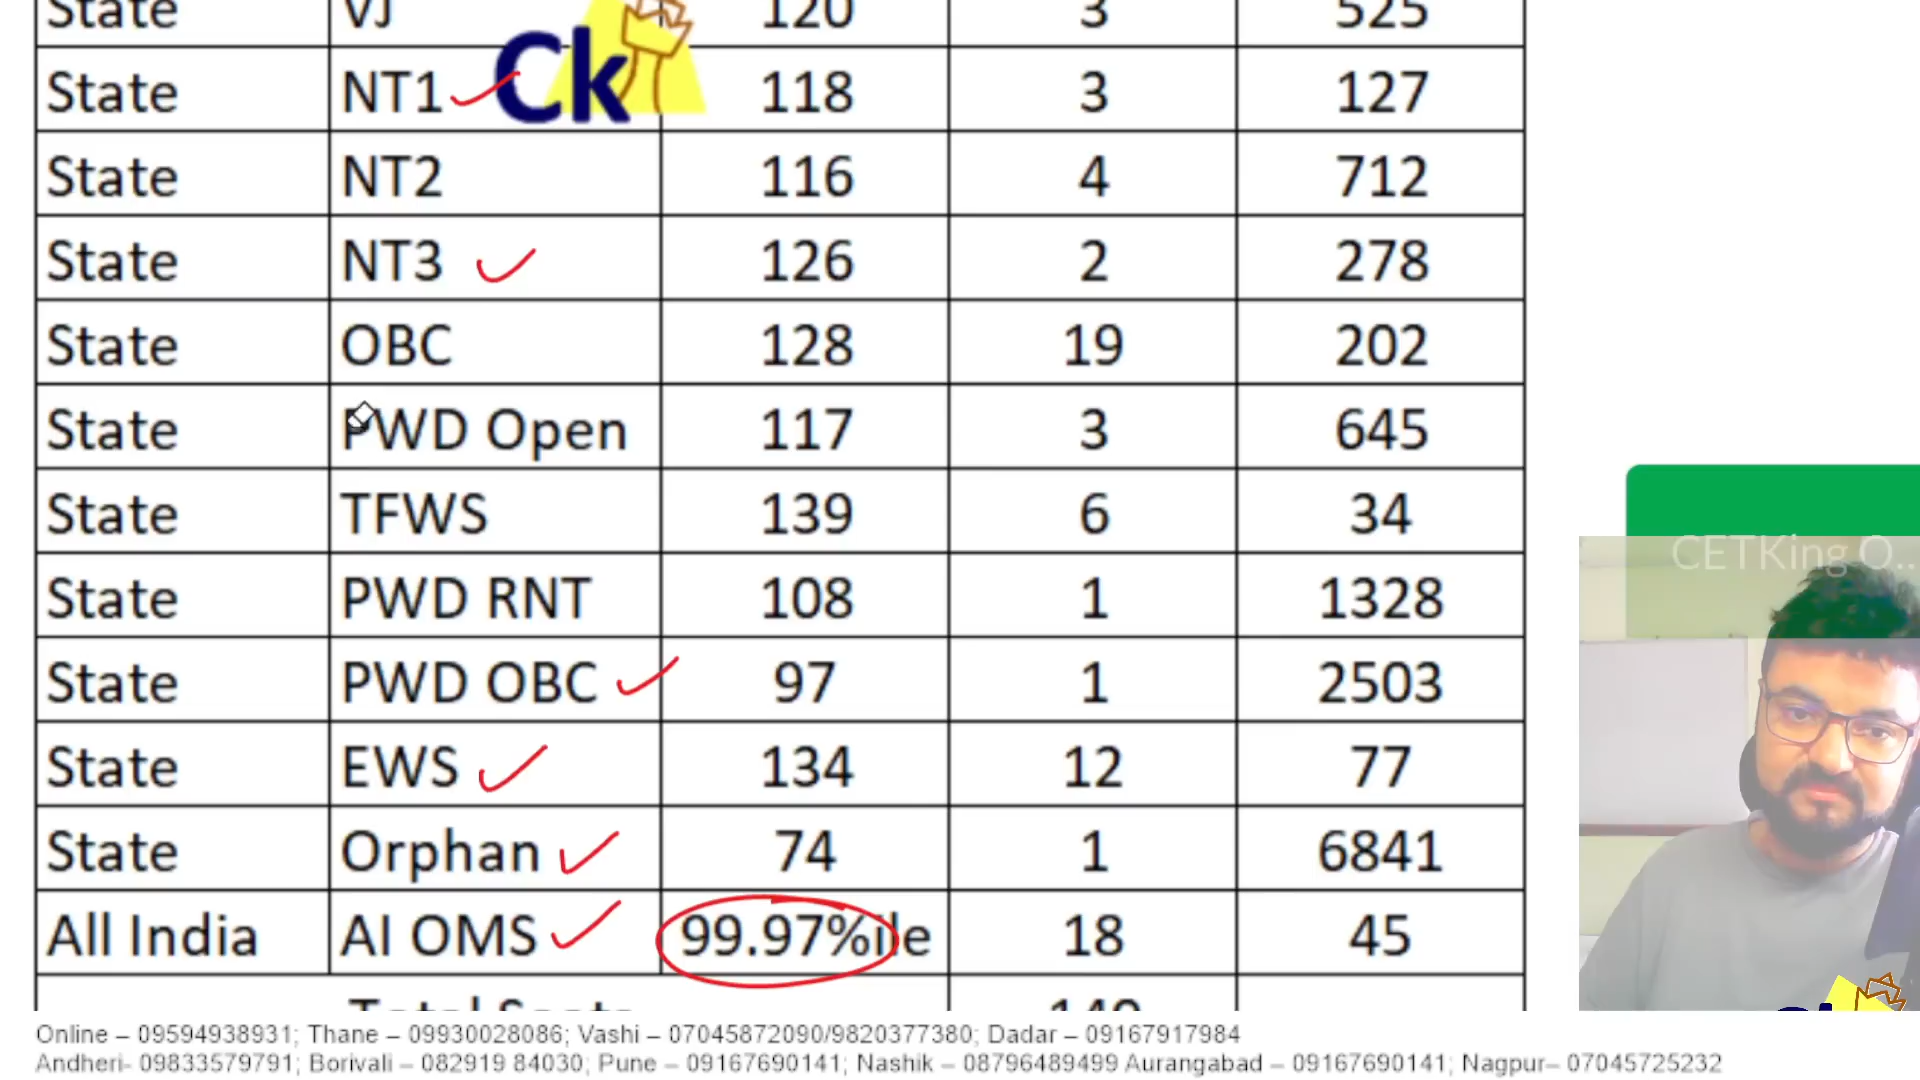 State VJ 120 3 525
State NT1 118 3 127
Ck
State NT2 116 4 712
State NT3 126 2 278
State OBC 128 19 202
State PWD Open 117 3 645
State TFWS 139 6 34
State PWD RNT 108 1 1328
State PWD OBC 97 1 2503
State EWS 134 12 77
State Orphan 74 1 6841
All India AI OMS 99.97%ile 18 45
Total Seats
CETKing O...
Online – 09594938931; Thane – 09930028086; Vashi – 07045872090/9820377380; Dadar – 09167917984
Andheri- 09833579791; Borivali – 082919 84030; Pune – 09167690141; Nashik – 08796489499 Aurangabad – 09167690141; Nagpur– 07045725232